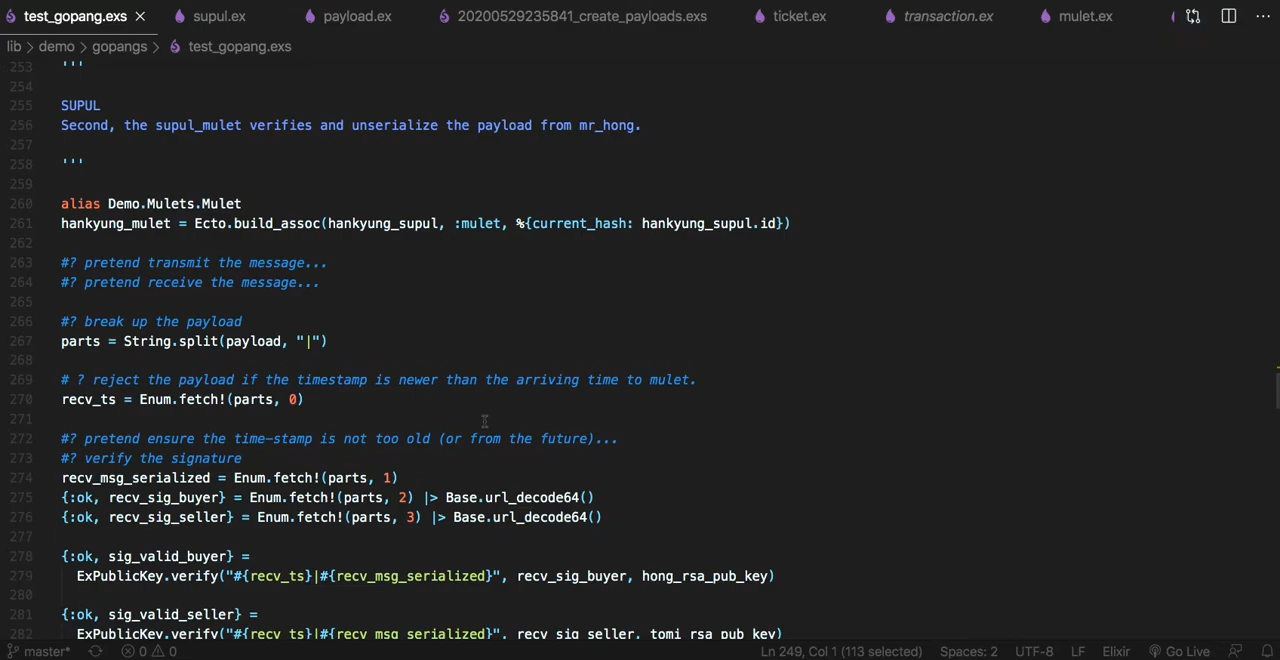 test_gopang.exs supul.ex payload.ex 20200529235841_create_payloads.exs ticket.ex transaction.ex mulet.ex
lib > demo > gopangs > test_gopang.exs
253 '''
254
255 SUPUL
256 Second, the supul_mulet verifies and unserialize the payload from mr_hong.
257
258 '''
259
260 alias Demo.Mulets.Mulet
261 hankyung_mulet = Ecto.build_assoc(hankyung_supul, :mulet, %{current_hash: hankyung_supul.id})
262
263 #? pretend transmit the message...
264 #? pretend receive the message...
265
266 #? break up the payload
267 parts = String.split(payload, "|")
268
269 # ? reject the payload if the timestamp is newer than the arriving time to mulet.
270 recv_ts = Enum.fetch!(parts, 0)
271
272 #? pretend ensure the time-stamp is not too old (or from the future)...
273 #? verify the signature
274 recv_msg_serialized = Enum.fetch!(parts, 1)
275 {:ok, recv_sig_buyer} = Enum.fetch!(parts, 2) |> Base.url_decode64()
276 {:ok, recv_sig_seller} = Enum.fetch!(parts, 3) |> Base.url_decode64()
277
278 {:ok, sig_valid_buyer} =
279 ExPublicKey.verify("#{recv_ts}|#{recv_msg_serialized}", recv_sig_buyer, hong_rsa_pub_key)
280
281 {:ok, sig_valid_seller} =
282 ExPublicKey.verify("#{recv_ts}|#{recv_msg_serialized}", recv_sig_seller, tomi_rsa_pub_key)
master* 0 0 Ln 249, Col 1 (113 selected) Spaces: 2 UTF-8 LF Elixir Go Live